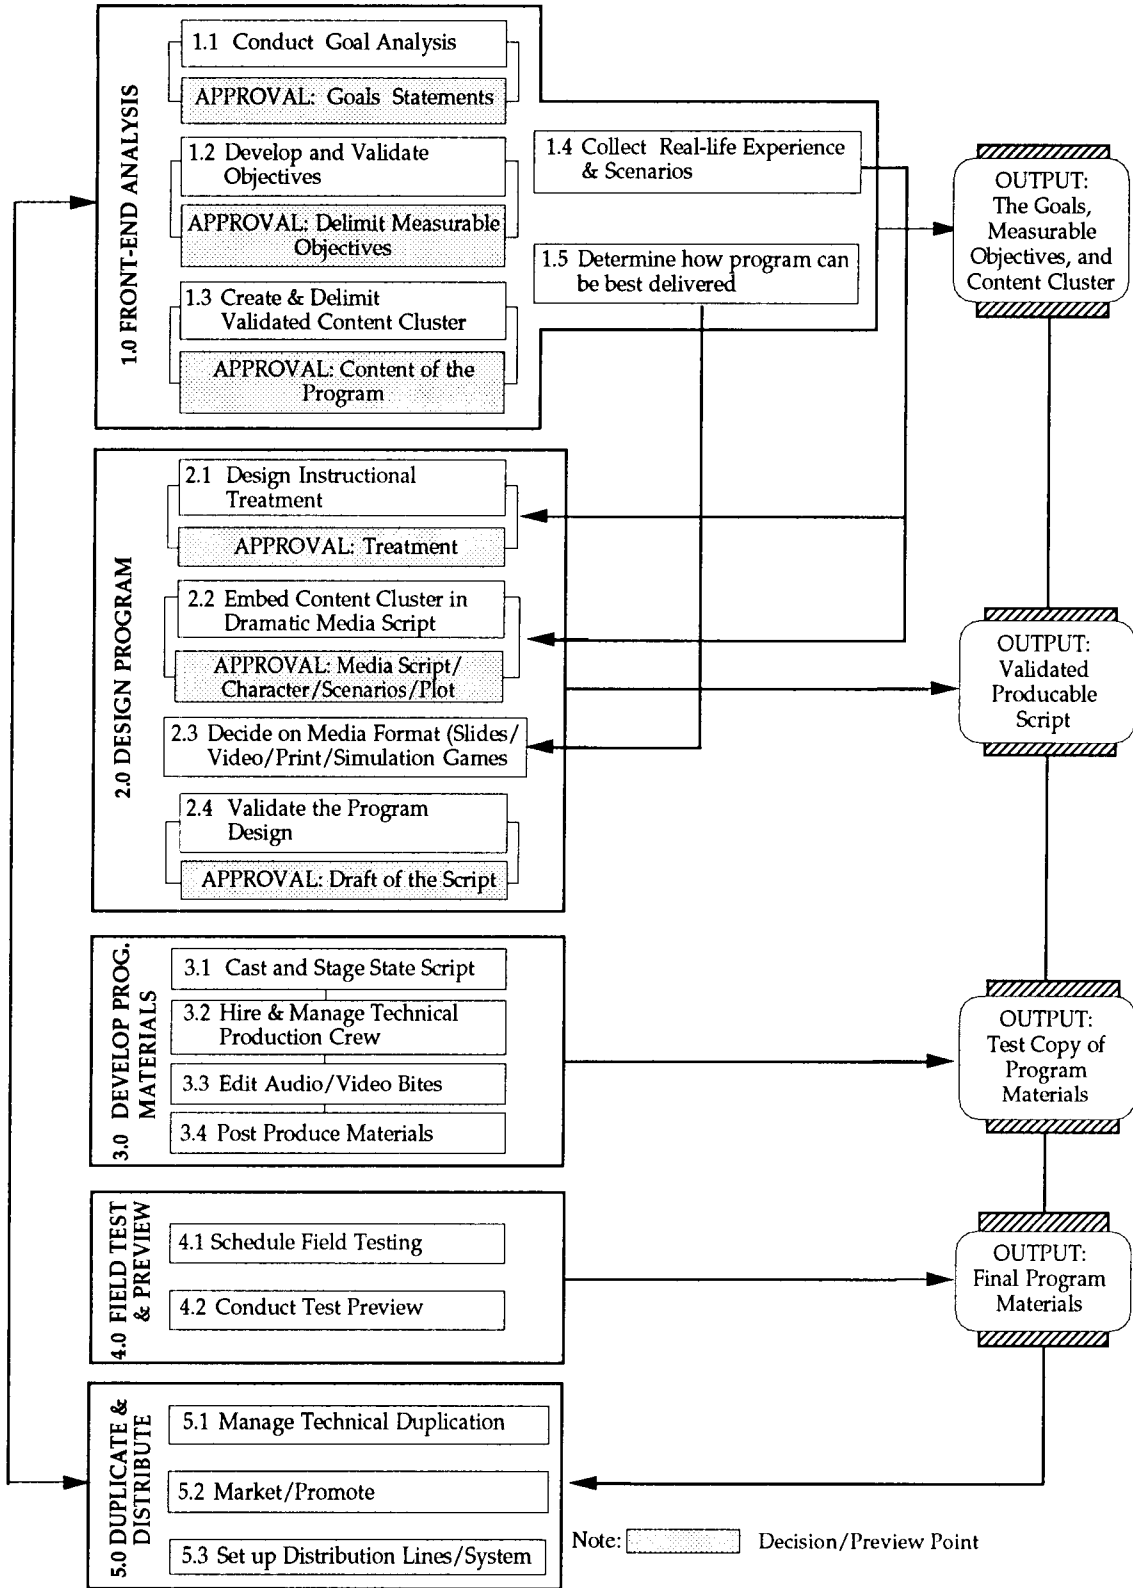 1.0 FRONT-END ANALYSIS
1.1 Conduct Goal Analysis
APPROVAL: Goals Statements
1.2 Develop and Validate
Objectives
APPROVAL: Delimit Measurable
Objectives
1.3 Create & Delimit
Validated Content Cluster
APPROVAL: Content of the
Program
1.4 Collect Real-life Experience
& Scenarios
1.5 Determine how program can
be best delivered
OUTPUT:
The Goals,
Measurable
Objectives, and
Content Cluster
2.0 DESIGN PROGRAM
2.1 Design Instructional
Treatment
APPROVAL: Treatment
2.2 Embed Content Cluster in
Dramatic Media Script
APPROVAL: Media Script/
Character/Scenarios/Plot
2.3 Decide on Media Format (Slides/
Video/Print/Simulation Games
2.4 Validate the Program
Design
APPROVAL: Draft of the Script
OUTPUT:
Validated
Producable
Script
3.0 DEVELOP PROG.
MATERIALS
3.1 Cast and Stage State Script
3.2 Hire & Manage Technical
Production Crew
3.3 Edit Audio/Video Bites
3.4 Post Produce Materials
OUTPUT:
Test Copy of
Program
Materials
4.0 FIELD TEST
& PREVIEW
4.1 Schedule Field Testing
4.2 Conduct Test Preview
OUTPUT:
Final Program
Materials
5.0 DUPLICATE &
DISTRIBUTE
5.1 Manage Technical Duplication
5.2 Market/Promote
5.3 Set up Distribution Lines/System
Note: Decision/Preview Point